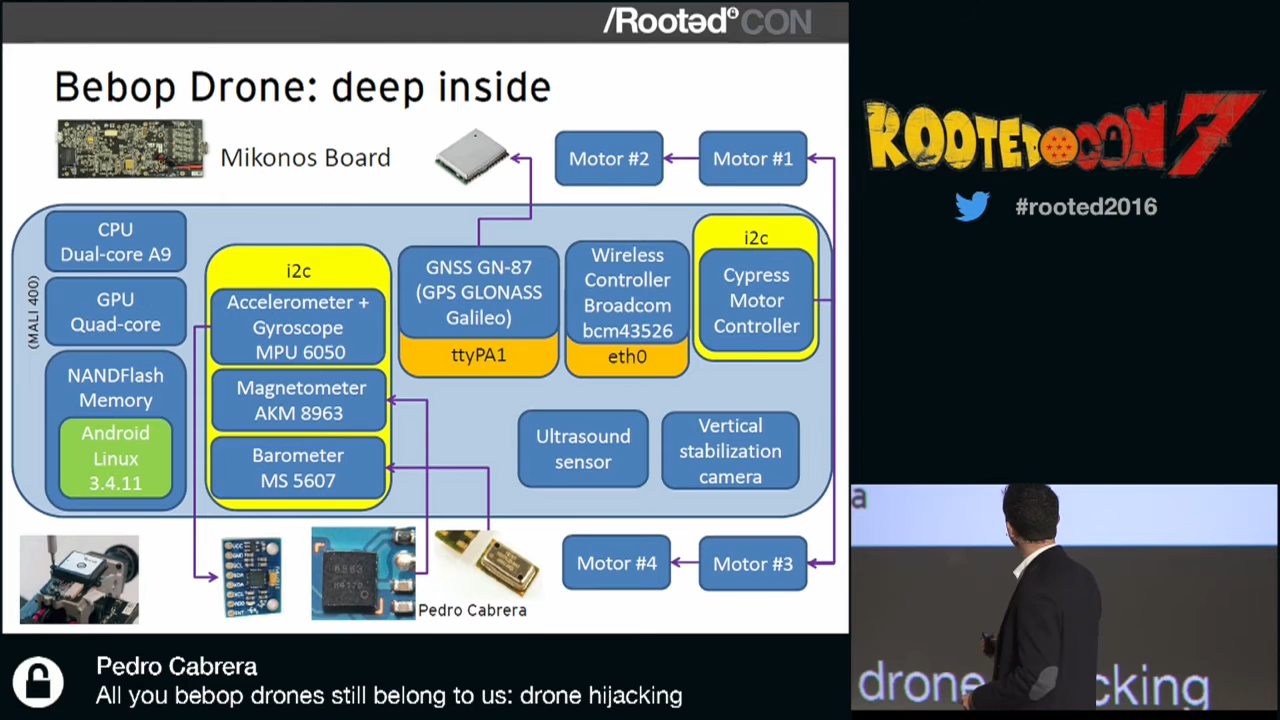 /Rooted CON
Bebop Drone: deep inside
Mikonos Board
Motor #2
Motor #1
CPU
Dual-core A9
(MALI 400)
GPU
Quad-core
NANDFlash
Memory
Android
Linux
3.4.11
i2c
Accelerometer +
Gyroscope
MPU 6050
Magnetometer
AKM 8963
Barometer
MS 5607
GNSS GN-87
(GPS GLONASS
Galileo)
ttyPA1
Wireless
Controller
Broadcom
bcm43526
eth0
i2c
Cypress
Motor
Controller
Ultrasound
sensor
Vertical
stabilization
camera
Motor #4
Motor #3
Pedro Cabrera
ROOTED CON 7
#rooted2016
a
drone cking
Pedro Cabrera
All you bebop drones still belong to us: drone hijacking